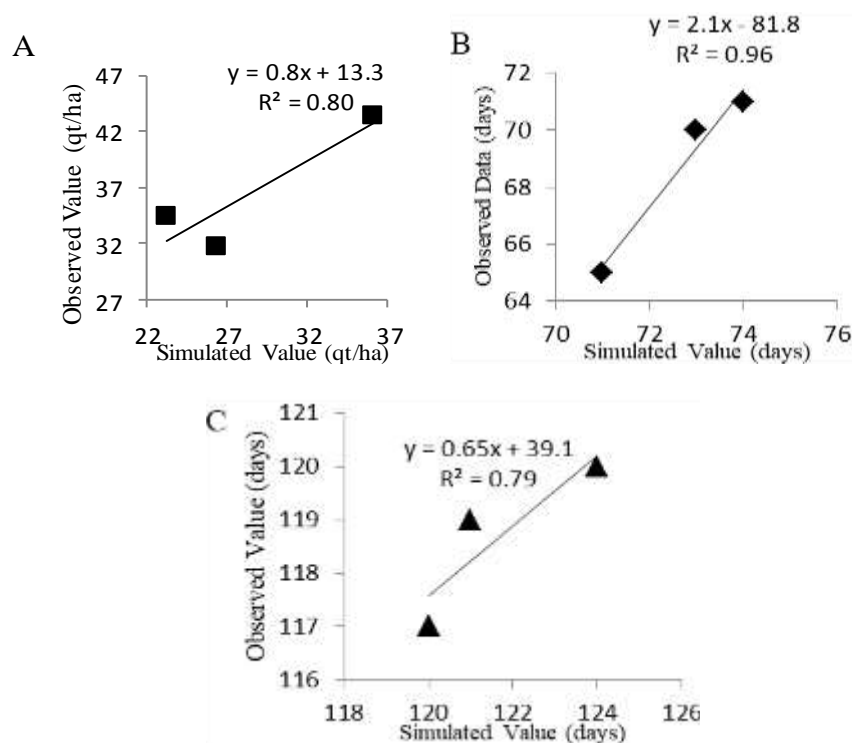 A
y = 0.8x + 13.3
R² = 0.80
47
42
37
32
27
22
27
32
37
Observed Value (qt/ha)
Simulated Value (qt/ha)
B
y = 2.1x - 81.8
R² = 0.96
72
70
68
66
64
70
72
74
76
Observed Data (days)
Simulated Value (days)
C
y = 0.65x + 39.1
R² = 0.79
121
120
119
118
117
116
118
120
122
124
126
Observed Value (days)
Simulated Value (days)